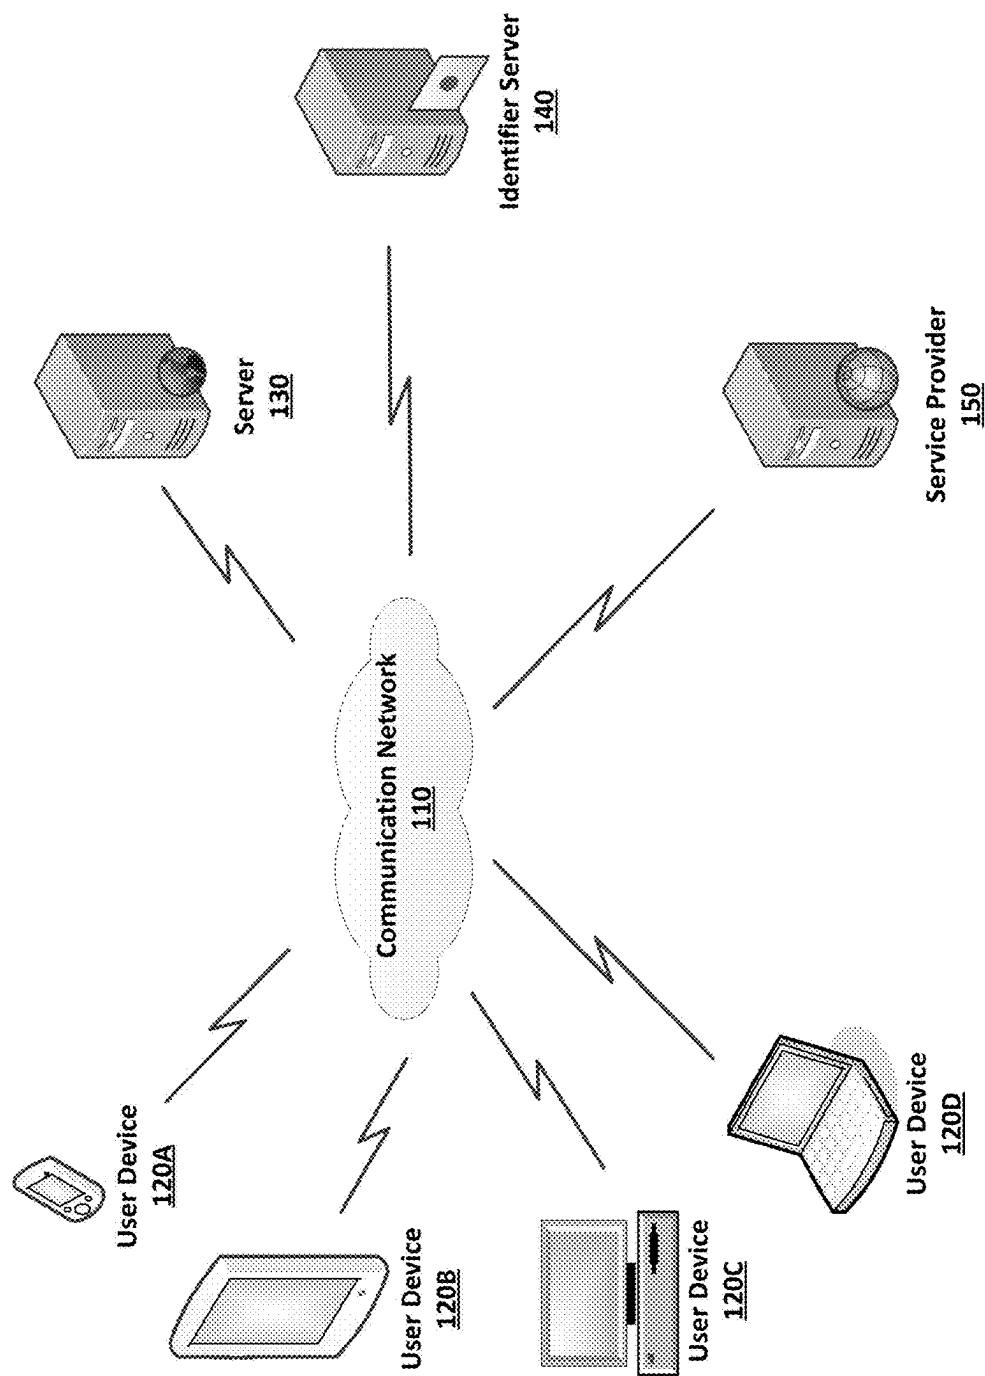 User Device
120A
User Device
120B
User Device
120C
User Device
120D
Communication Network
110
Server
130
Identifier Server
140
Service Provider
150